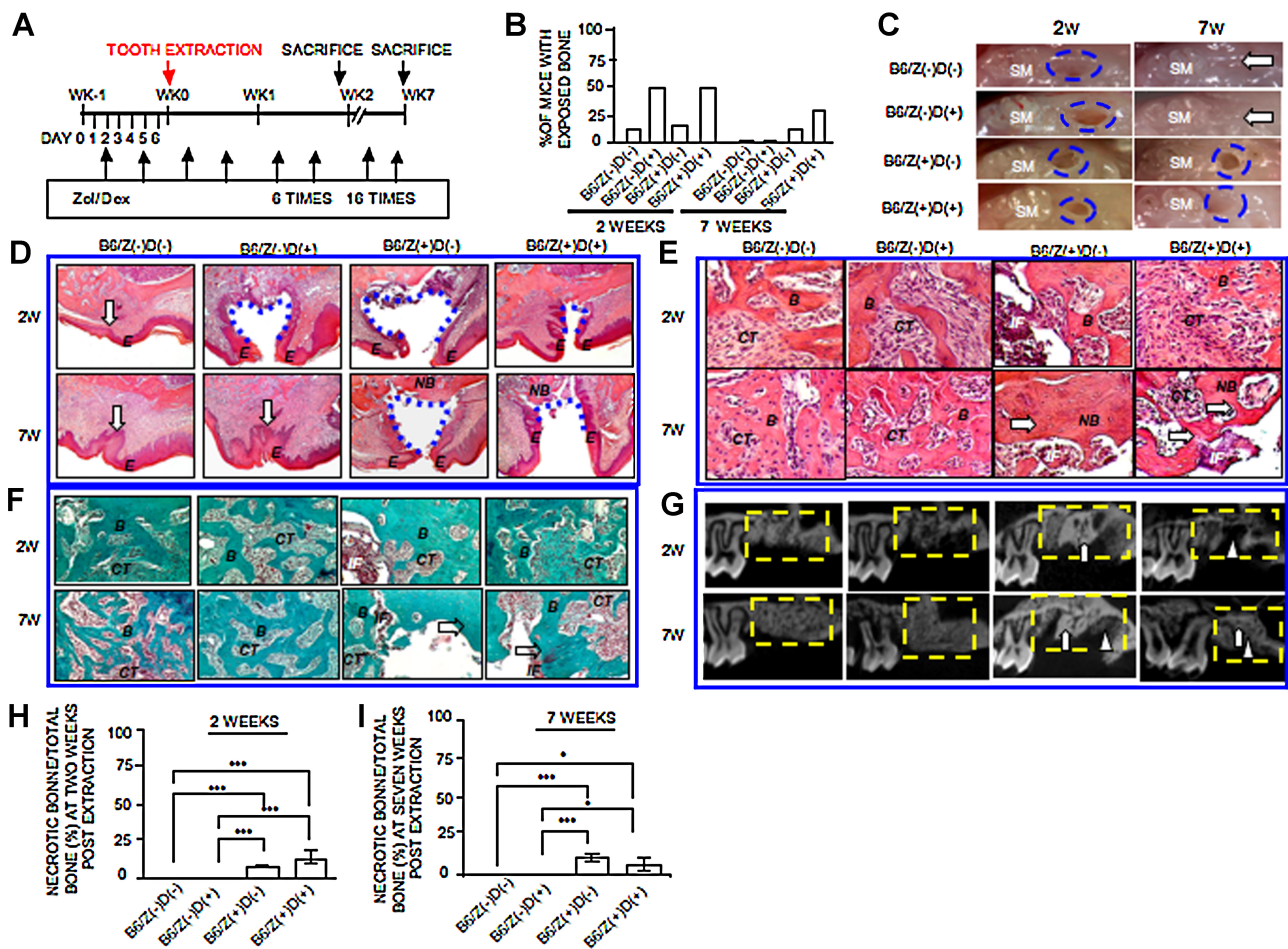 A
TOOTH EXTRACTION
SACRIFICE SACRIFICE
WK-1 WK0 WK1 WK2 WK7
DAY 0 1 2 3 4 5 6
Zol/Dex 6 TIMES 16 TIMES
B
%OF MICE WITH
EXPOSED BONE
100
75
50
25
0
B6/Z(-)D(-) B6/Z(-)D(+) B6/Z(+)D(-) B6/Z(+)D(+) B6/Z(-)D(-) B6/Z(-)D(+) B6/Z(+)D(-) B6/Z(+)D(+)
2 WEEKS 7 WEEKS
C
2W 7W
B6/Z(-)D(-) SM SM
B6/Z(-)D(+) SM SM
B6/Z(+)D(-) SM SM
B6/Z(+)D(+) SM SM
D
B6/Z(-)D(-) B6/Z(-)D(+) B6/Z(+)D(-) B6/Z(+)D(+)
2W
E E E E E E E
7W
NB NB
E E E E E E
E
B6/Z(-)D(-) B6/Z(-)D(+) B6/Z(+)D(-) B6/Z(+)D(+)
2W
B B IF B B
CT CT CT
7W
B B NB CT NB
CT CT IF IF
F
2W
B B B B
CT CT IF CT
7W
B B B IF B CT
CT CT CT IF
G
2W
7W
H
2 WEEKS
NECROTIC BONNE/TOTAL
BONE (%) AT TWO WEEKS
POST EXTRACTION
100
75
50
25
0
***
***
***
***
B6/Z(-)D(-) B6/Z(-)D(+) B6/Z(+)D(-) B6/Z(+)D(+)
I
7 WEEKS
NECROTIC BONNE/TOTAL
BONE (%) AT SEVEN WEEKS
POST EXTRACTION
100
75
50
25
0
*
***
*
***
B6/Z(-)D(-) B6/Z(-)D(+) B6/Z(+)D(-) B6/Z(+)D(+)